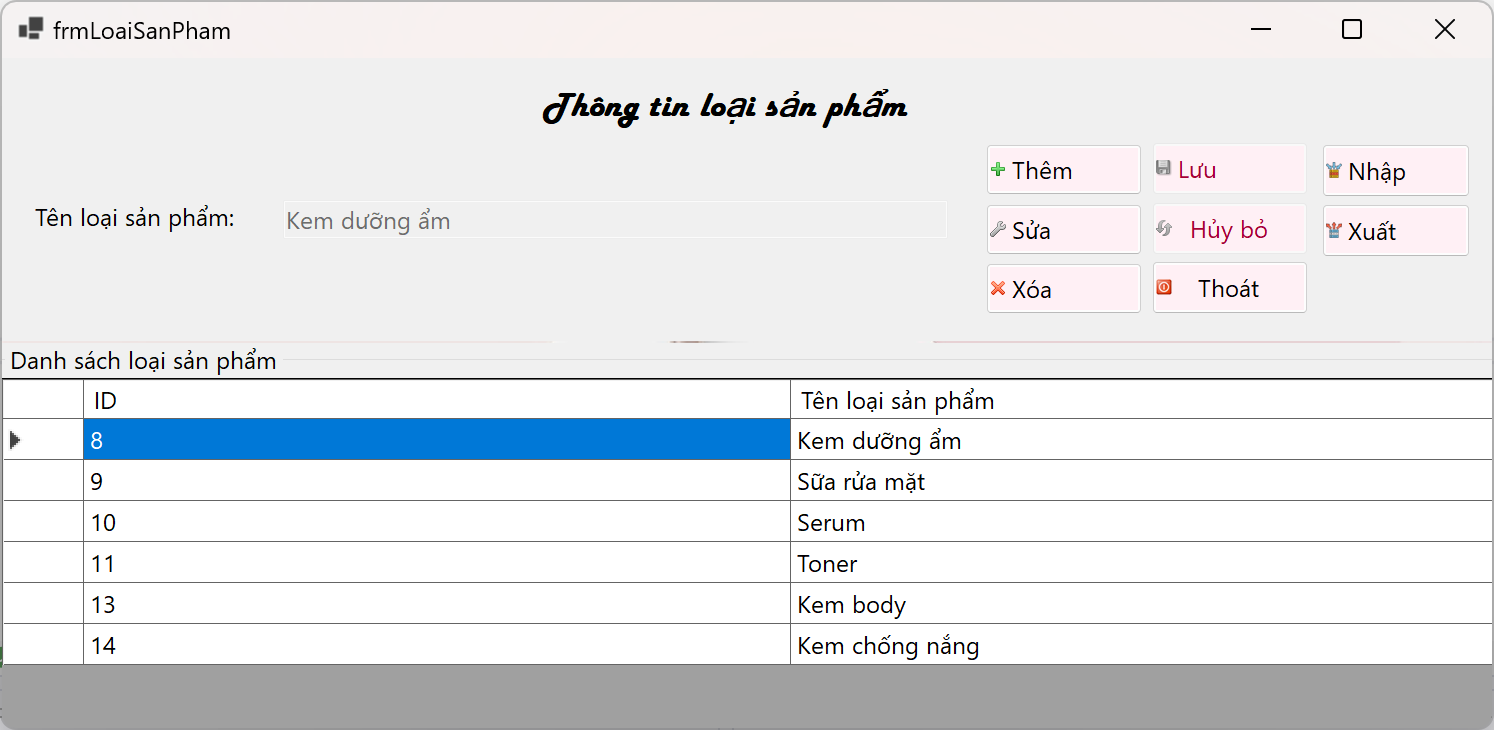 frmLoaiSanPham
Thông tin loại sản phẩm
Thêm Lưu Nhập
Tên loại sản phẩm: Kem dưỡng ẩm
Sửa Hủy bỏ Xuất
Xóa Thoát
Danh sách loại sản phẩm
ID Tên loại sản phẩm
8 Kem dưỡng ẩm
9 Sữa rửa mặt
10 Serum
11 Toner
13 Kem body
14 Kem chống nắng